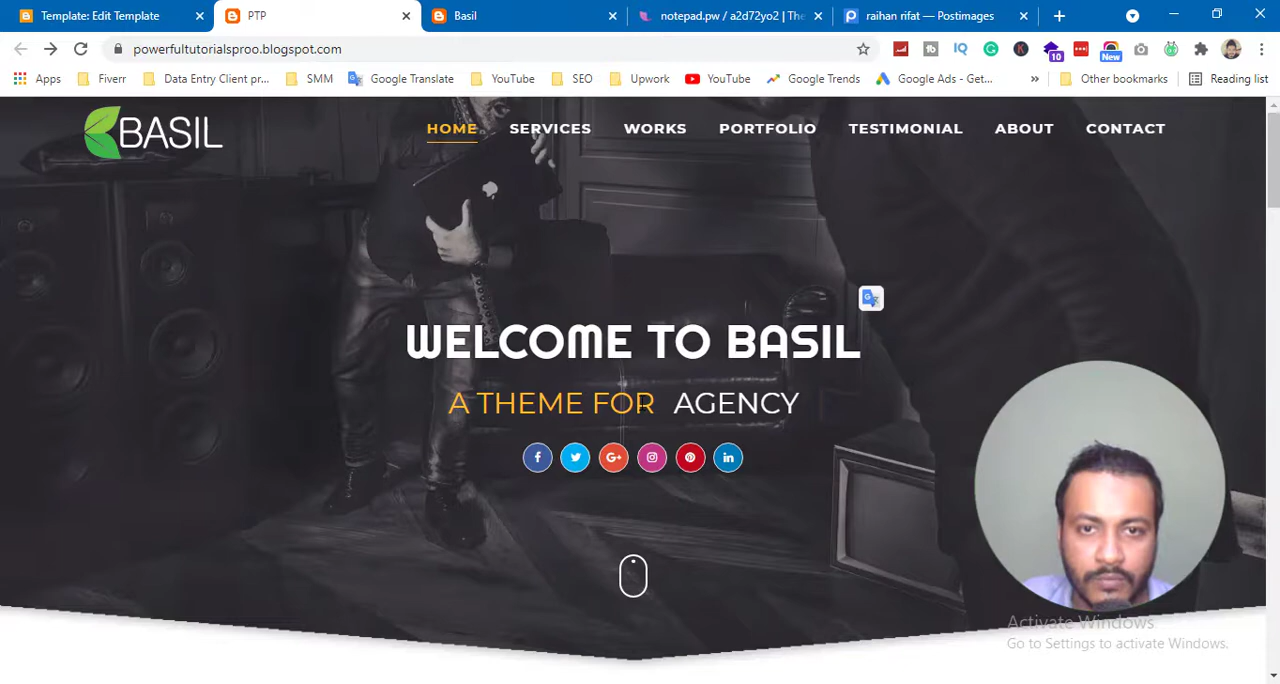 Template: Edit Template
PTP
Basil
notepad.pw / a2d72yo2 | The
raihan rifat — Postimages
powerfultutorialsproo.blogspot.com
IQ
K
10
New
Apps
Fiverr
Data Entry Client pr...
SMM
Google Translate
YouTube
SEO
Upwork
YouTube
Google Trends
Google Ads - Get...
»
Other bookmarks
Reading list
BASIL
HOME
SERVICES
WORKS
PORTFOLIO
TESTIMONIAL
ABOUT
CONTACT
WELCOME TO BASIL
A THEME FOR AGENCY
Activate Windows
Go to Settings to activate Windows.